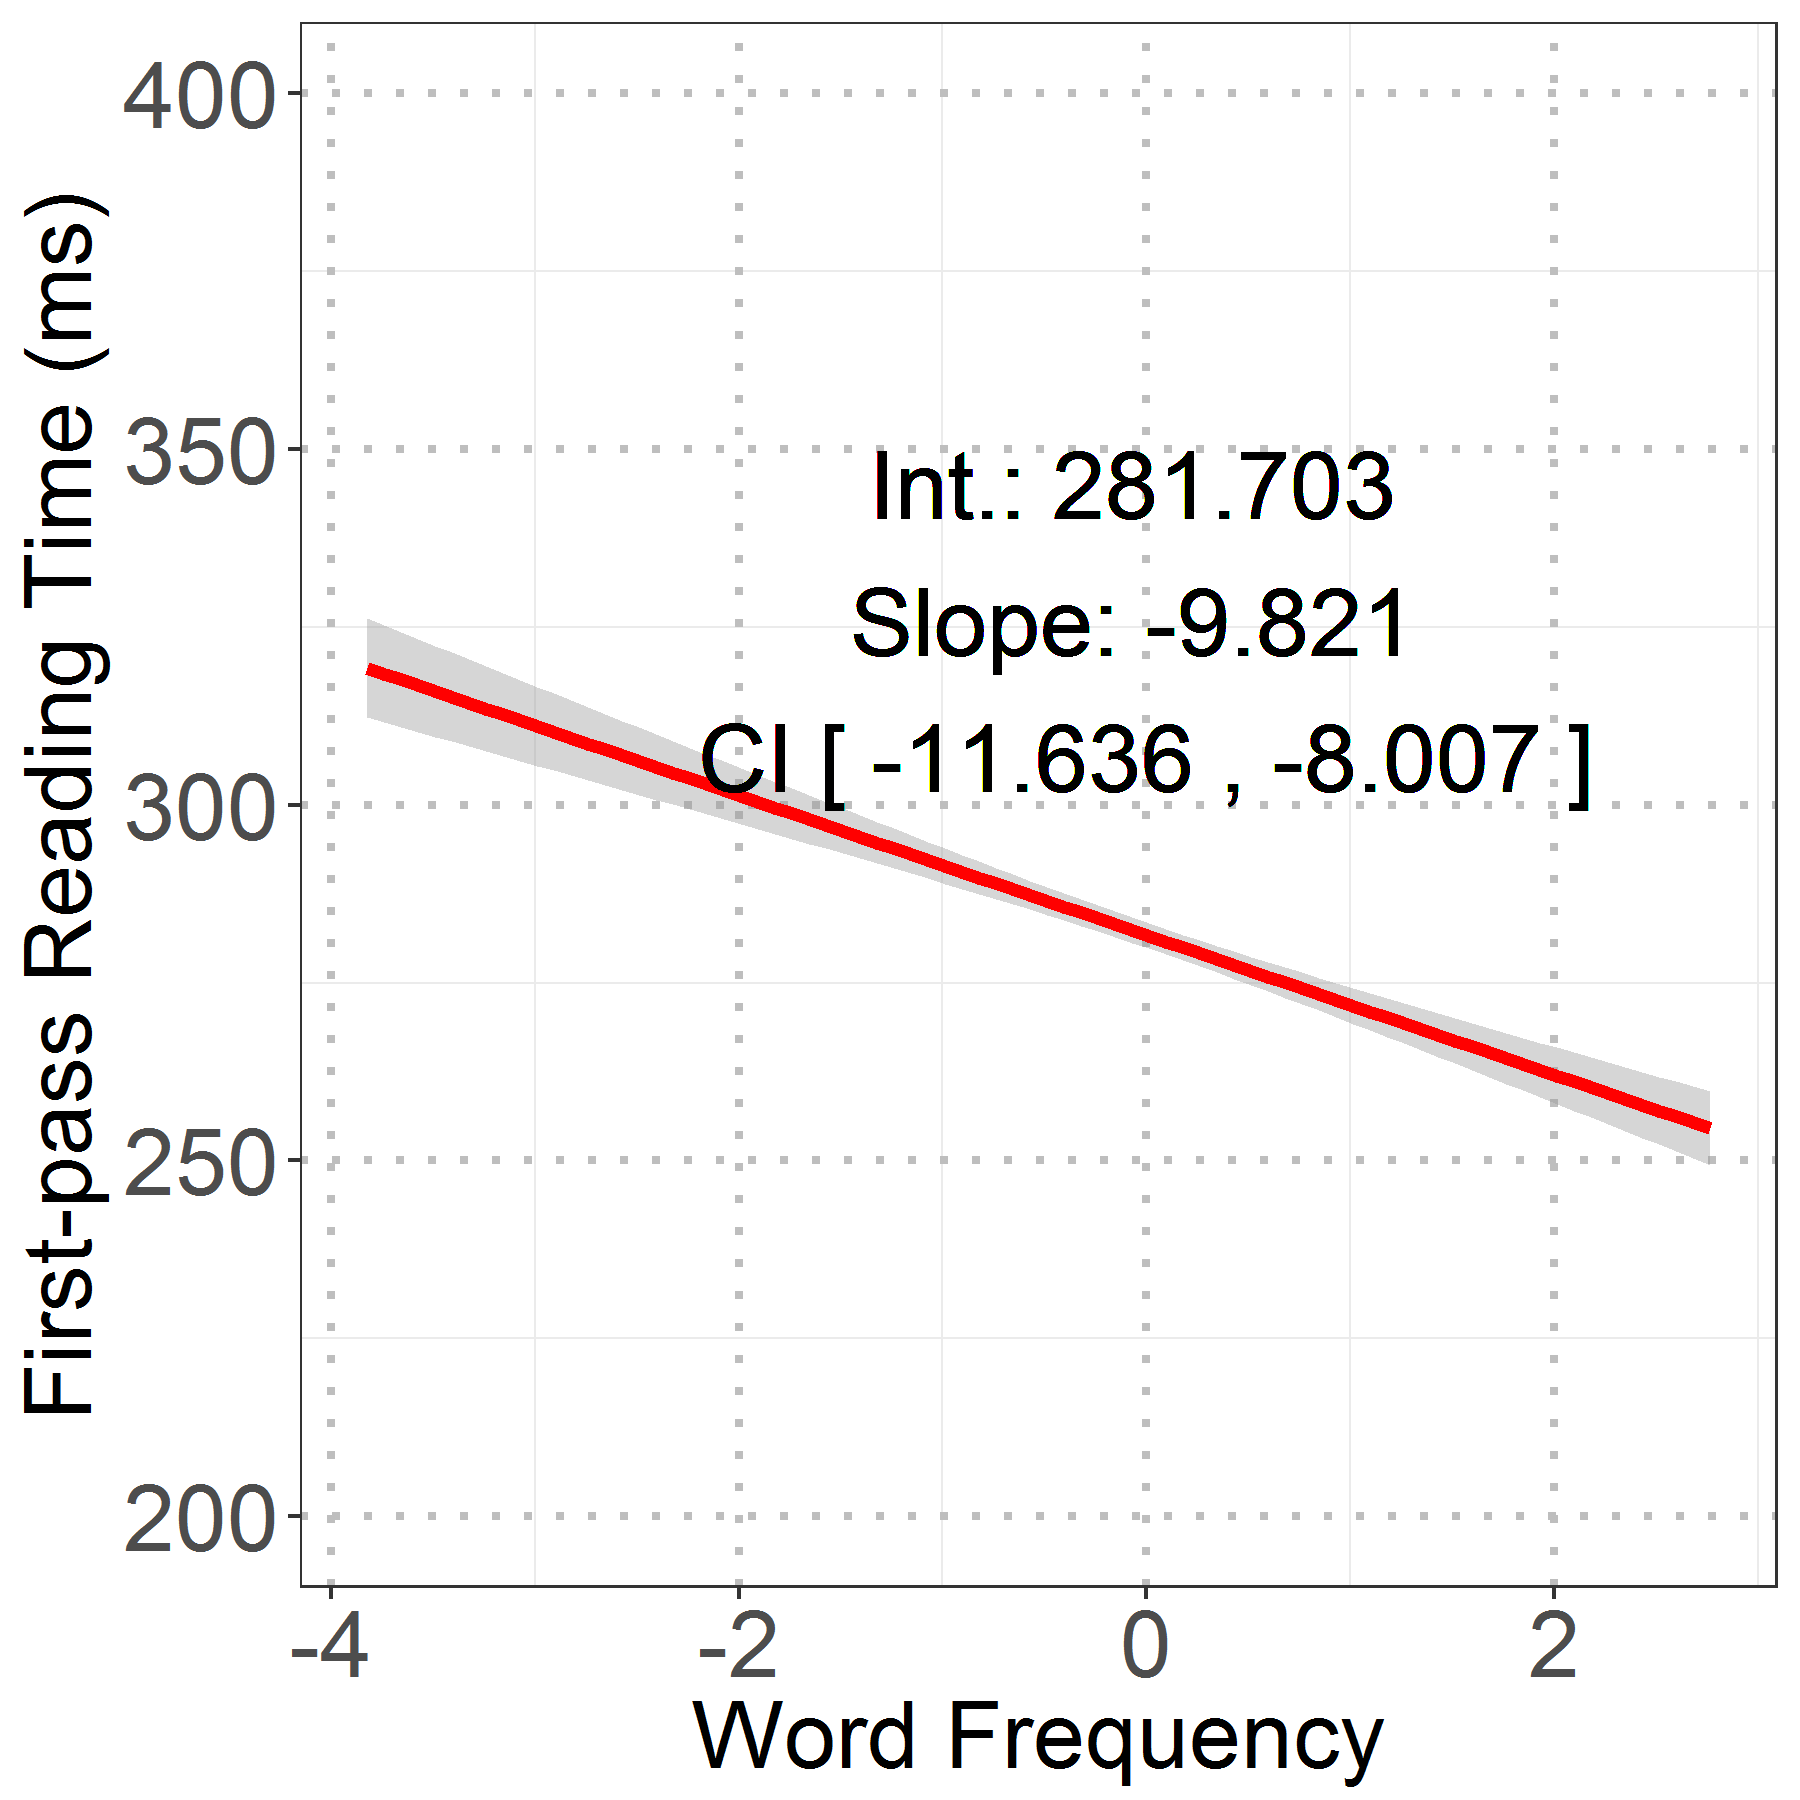 First-pass Reading Time (ms)
400
350
300
250
200
Int.: 281.703
Slope: -9.821
CI [ -11.636 , -8.007 ]
-4 -2 0 2
Word Frequency